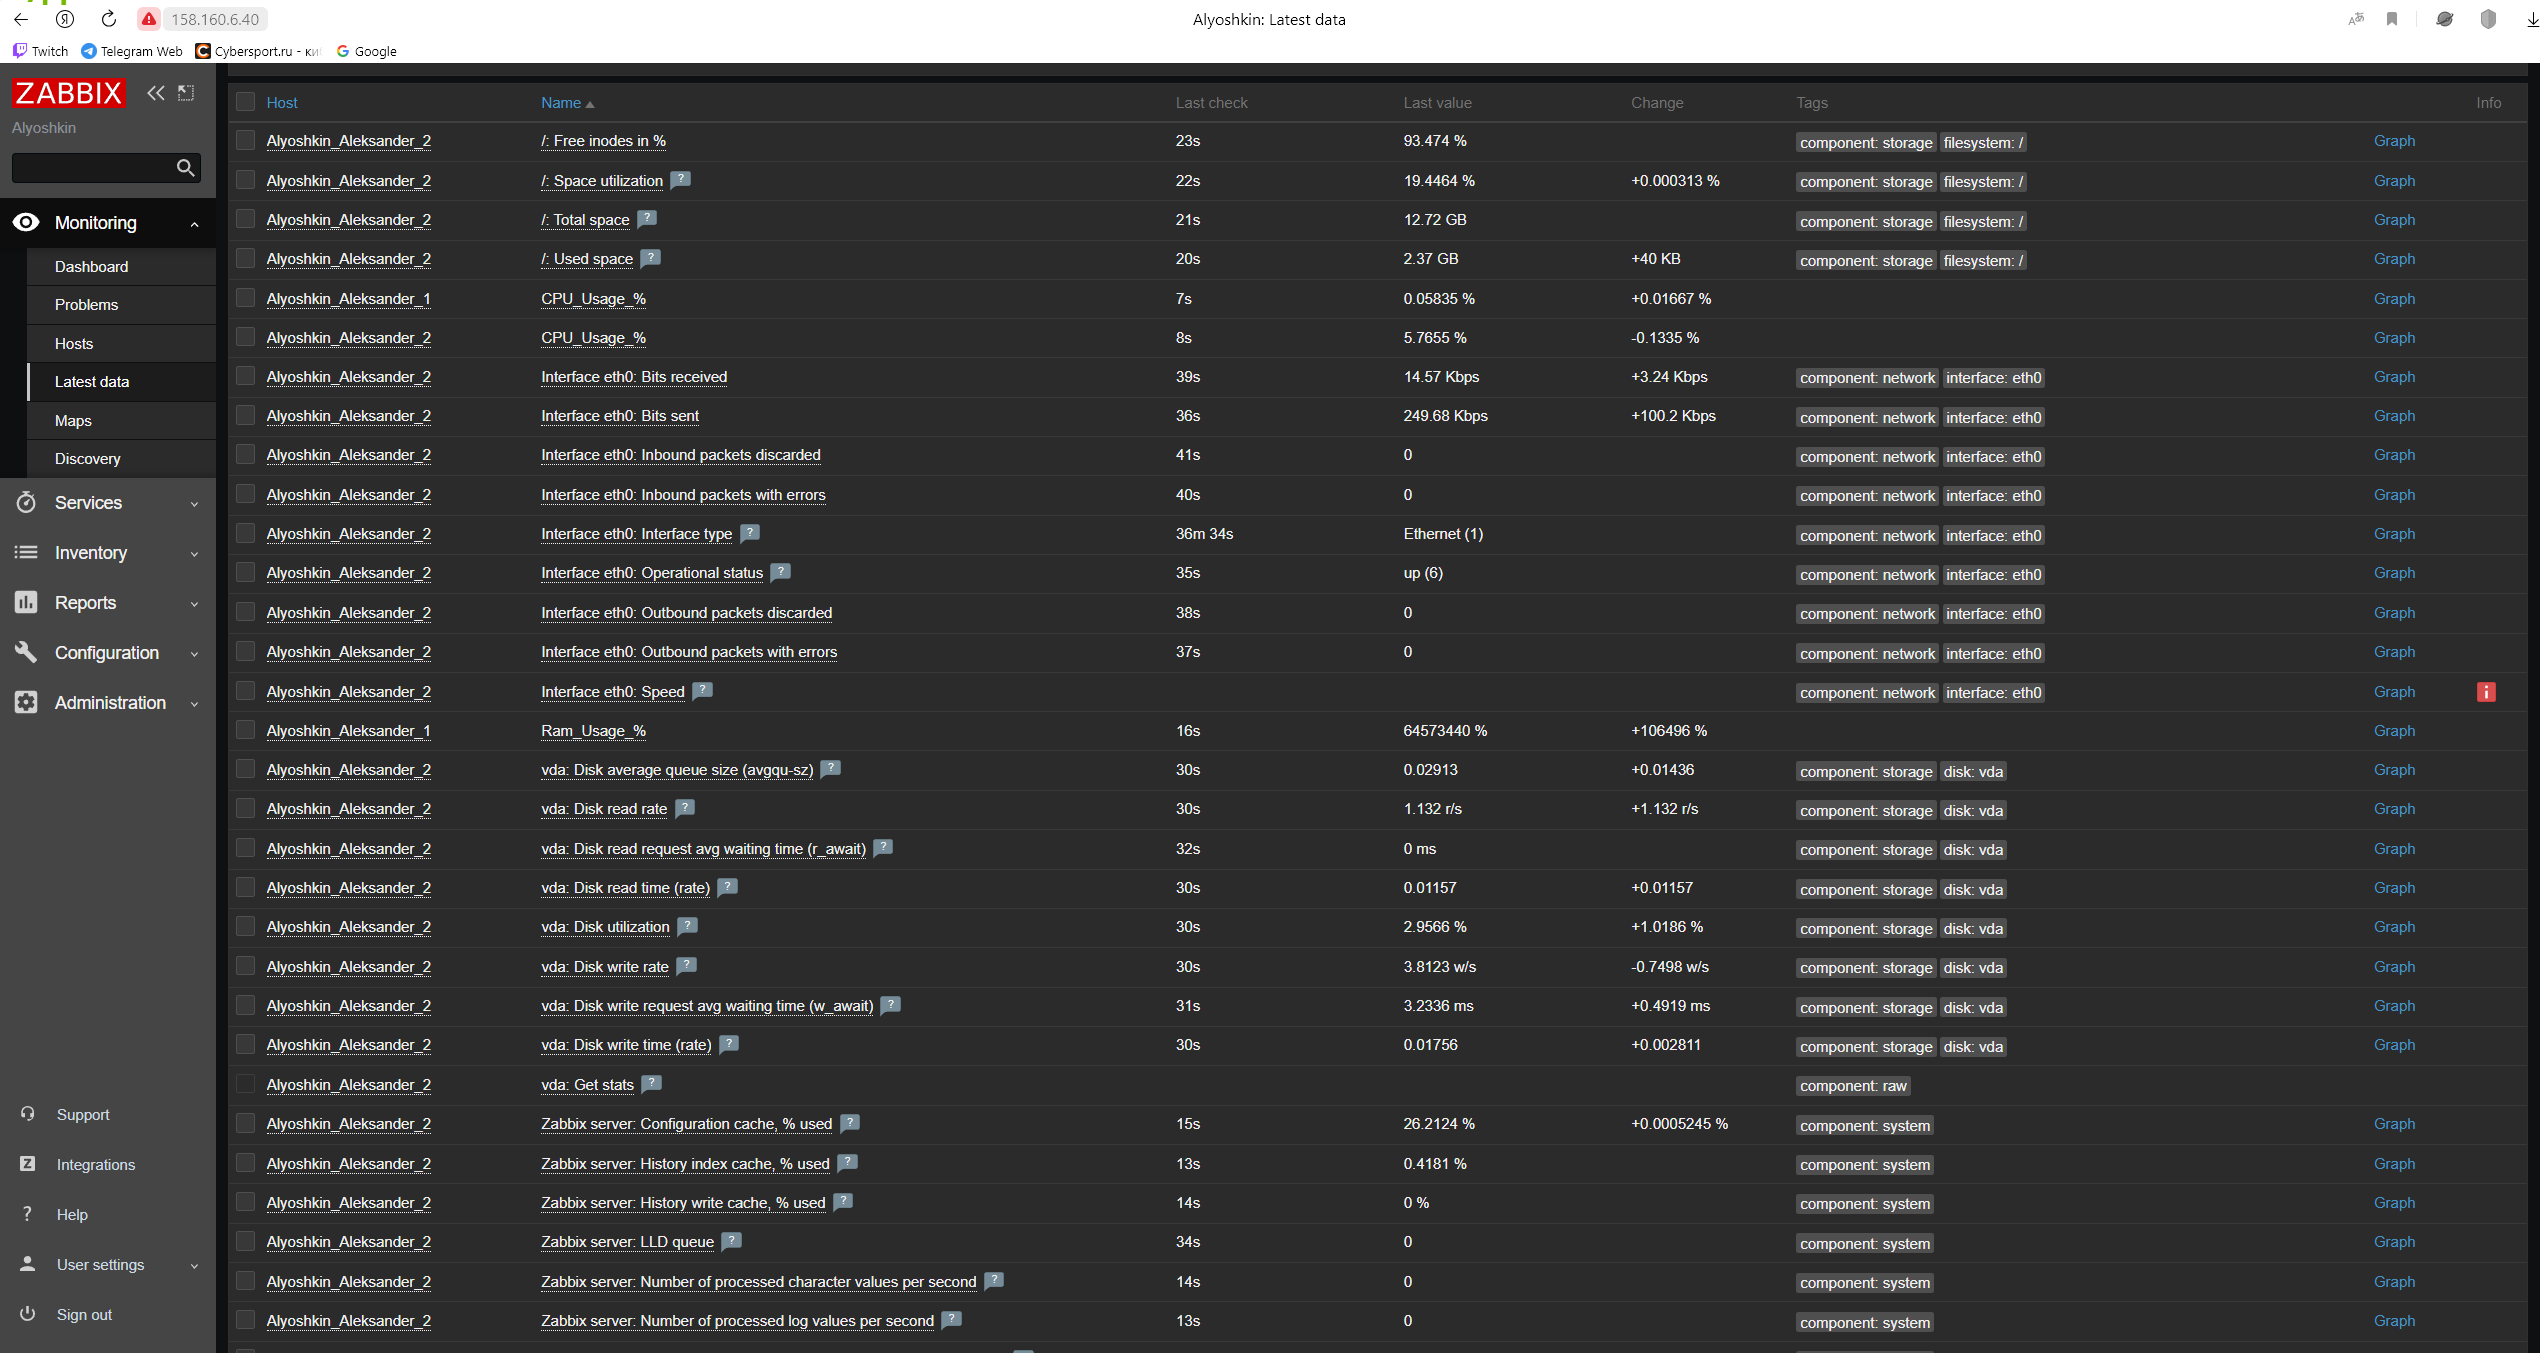 158.160.6.40
Alyoshkin: Latest data
Twitch Telegram Web Cybersport.ru - ки Google
ZABBIX
Alyoshkin
Monitoring
Dashboard
Problems
Hosts
Latest data
Maps
Discovery
Services
Inventory
Reports
Configuration
Administration
Support
Integrations
Help
User settings
Sign out
Host Name Last check Last value Change Tags Info
Alyoshkin_Aleksander_2 /: Free inodes in % 23s 93.474 % component: storage filesystem: / Graph
Alyoshkin_Aleksander_2 /: Space utilization ? 22s 19.4464 % +0.000313 % component: storage filesystem: / Graph
Alyoshkin_Aleksander_2 /: Total space ? 21s 12.72 GB component: storage filesystem: / Graph
Alyoshkin_Aleksander_2 /: Used space ? 20s 2.37 GB +40 KB component: storage filesystem: / Graph
Alyoshkin_Aleksander_1 CPU_Usage_% 7s 0.05835 % +0.01667 % Graph
Alyoshkin_Aleksander_2 CPU_Usage_% 8s 5.7655 % -0.1335 % Graph
Alyoshkin_Aleksander_2 Interface eth0: Bits received 39s 14.57 Kbps +3.24 Kbps component: network interface: eth0 Graph
Alyoshkin_Aleksander_2 Interface eth0: Bits sent 36s 249.68 Kbps +100.2 Kbps component: network interface: eth0 Graph
Alyoshkin_Aleksander_2 Interface eth0: Inbound packets discarded 41s 0 component: network interface: eth0 Graph
Alyoshkin_Aleksander_2 Interface eth0: Inbound packets with errors 40s 0 component: network interface: eth0 Graph
Alyoshkin_Aleksander_2 Interface eth0: Interface type ? 36m 34s Ethernet (1) component: network interface: eth0 Graph
Alyoshkin_Aleksander_2 Interface eth0: Operational status ? 35s up (6) component: network interface: eth0 Graph
Alyoshkin_Aleksander_2 Interface eth0: Outbound packets discarded 38s 0 component: network interface: eth0 Graph
Alyoshkin_Aleksander_2 Interface eth0: Outbound packets with errors 37s 0 component: network interface: eth0 Graph
Alyoshkin_Aleksander_2 Interface eth0: Speed ? component: network interface: eth0 Graph i
Alyoshkin_Aleksander_1 Ram_Usage_% 16s 64573440 % +106496 % Graph
Alyoshkin_Aleksander_2 vda: Disk average queue size (avgqu-sz) ? 30s 0.02913 +0.01436 component: storage disk: vda Graph
Alyoshkin_Aleksander_2 vda: Disk read rate ? 30s 1.132 r/s +1.132 r/s component: storage disk: vda Graph
Alyoshkin_Aleksander_2 vda: Disk read request avg waiting time (r_await) ? 32s 0 ms component: storage disk: vda Graph
Alyoshkin_Aleksander_2 vda: Disk read time (rate) ? 30s 0.01157 +0.01157 component: storage disk: vda Graph
Alyoshkin_Aleksander_2 vda: Disk utilization ? 30s 2.9566 % +1.0186 % component: storage disk: vda Graph
Alyoshkin_Aleksander_2 vda: Disk write rate ? 30s 3.8123 w/s -0.7498 w/s component: storage disk: vda Graph
Alyoshkin_Aleksander_2 vda: Disk write request avg waiting time (w_await) ? 31s 3.2336 ms +0.4919 ms component: storage disk: vda Graph
Alyoshkin_Aleksander_2 vda: Disk write time (rate) ? 30s 0.01756 +0.002811 component: storage disk: vda Graph
Alyoshkin_Aleksander_2 vda: Get stats ? component: raw
Alyoshkin_Aleksander_2 Zabbix server: Configuration cache, % used ? 15s 26.2124 % +0.0005245 % component: system Graph
Alyoshkin_Aleksander_2 Zabbix server: History index cache, % used ? 13s 0.4181 % component: system Graph
Alyoshkin_Aleksander_2 Zabbix server: History write cache, % used ? 14s 0 % component: system Graph
Alyoshkin_Aleksander_2 Zabbix server: LLD queue ? 34s 0 component: system Graph
Alyoshkin_Aleksander_2 Zabbix server: Number of processed character values per second ? 14s 0 component: system Graph
Alyoshkin_Aleksander_2 Zabbix server: Number of processed log values per second ? 13s 0 component: system Graph